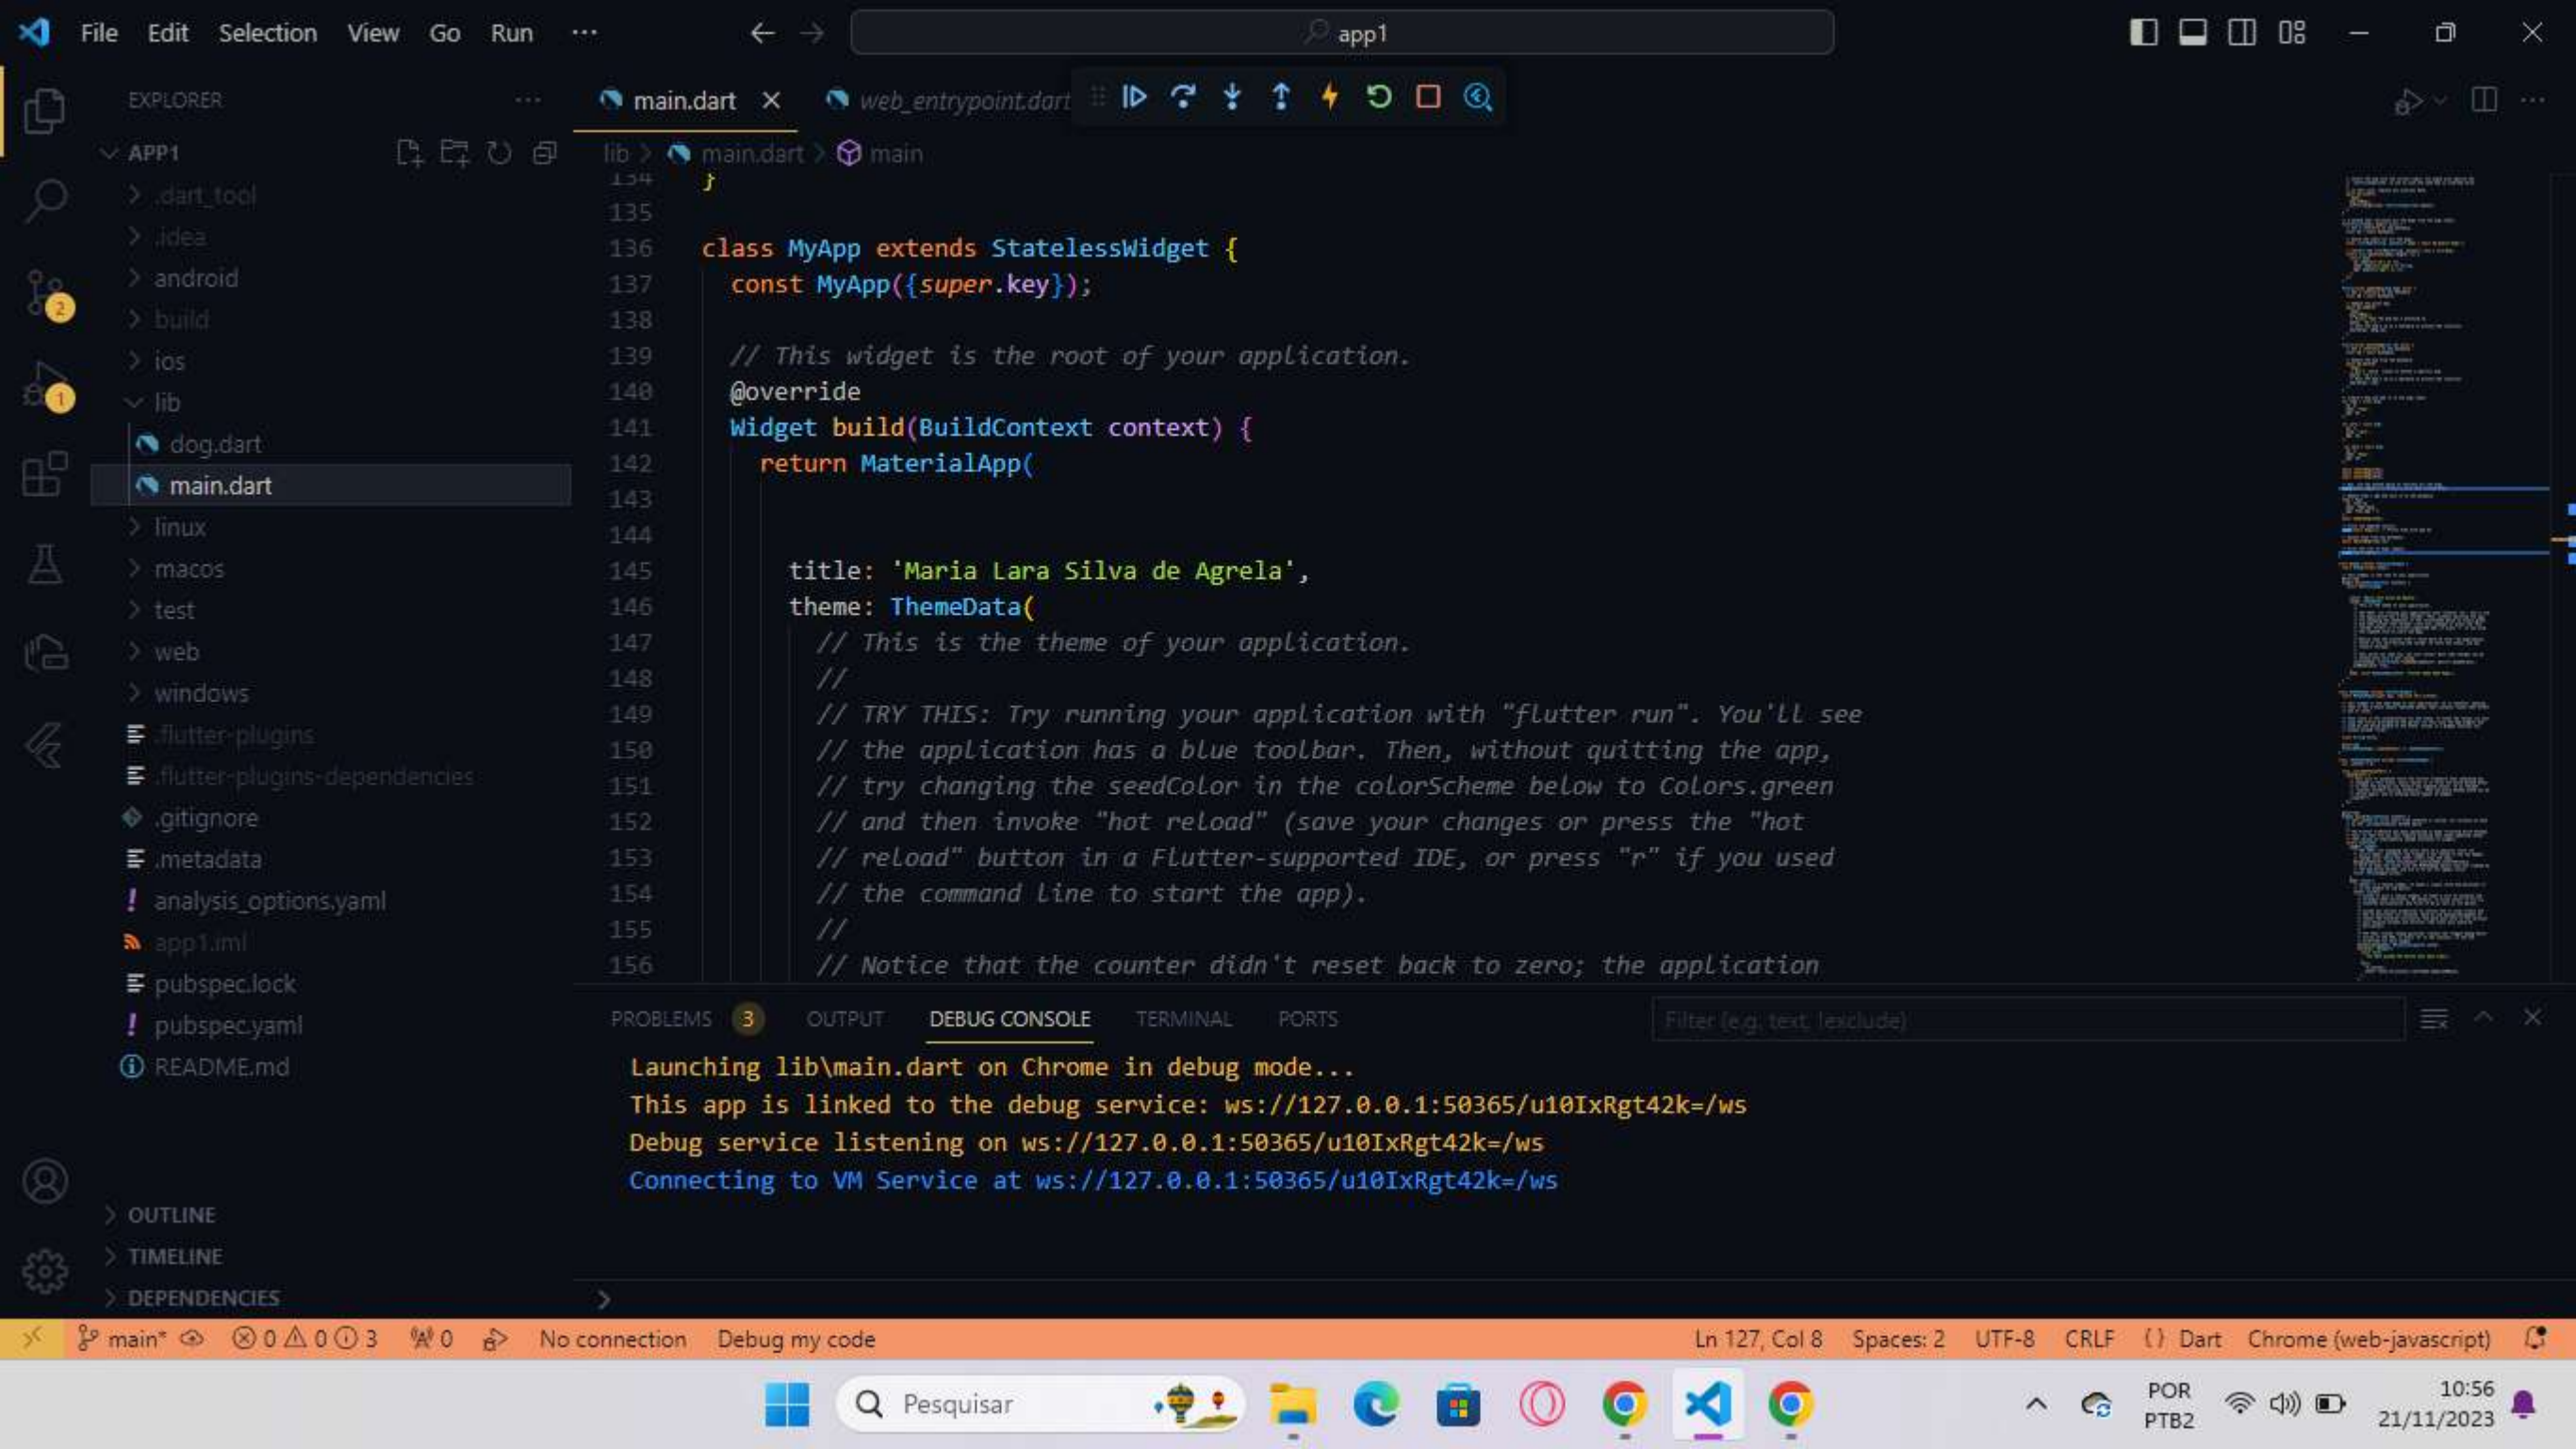 File Edit Selection View Go Run ···
app1
EXPLORER ···
main.dart
web_entrypoint.dart
APP1
lib > main.dart > main
.dart_tool
.idea
android
build
ios
lib
dog.dart
main.dart
linux
macos
test
web
windows
.flutter-plugins
.flutter-plugins-dependencies
.gitignore
.metadata
analysis_options.yaml
app1.iml
pubspec.lock
pubspec.yaml
README.md
OUTLINE
TIMELINE
DEPENDENCIES
2
1
134 }
135
136 class MyApp extends StatelessWidget {
137 const MyApp({super.key});
138
139 // This widget is the root of your application.
140 @override
141 Widget build(BuildContext context) {
142 return MaterialApp(
143
144
145 title: 'Maria Lara Silva de Agrela',
146 theme: ThemeData(
147 // This is the theme of your application.
148 //
149 // TRY THIS: Try running your application with "flutter run". You'll see
150 // the application has a blue toolbar. Then, without quitting the app,
151 // try changing the seedColor in the colorScheme below to Colors.green
152 // and then invoke "hot reload" (save your changes or press the "hot
153 // reload" button in a Flutter-supported IDE, or press "r" if you used
154 // the command line to start the app).
155 //
156 // Notice that the counter didn't reset back to zero; the application
PROBLEMS 3 OUTPUT DEBUG CONSOLE TERMINAL PORTS
Filter (e.g. text, !exclude)
Launching lib\main.dart on Chrome in debug mode...
This app is linked to the debug service: ws://127.0.0.1:50365/u10IxRgt42k=/ws
Debug service listening on ws://127.0.0.1:50365/u10IxRgt42k=/ws
Connecting to VM Service at ws://127.0.0.1:50365/u10IxRgt42k=/ws
>
main* 0 0 3 0 No connection Debug my code
Ln 127, Col 8 Spaces: 2 UTF-8 CRLF {} Dart Chrome (web-javascript)
Pesquisar
POR
PTB2
10:56
21/11/2023